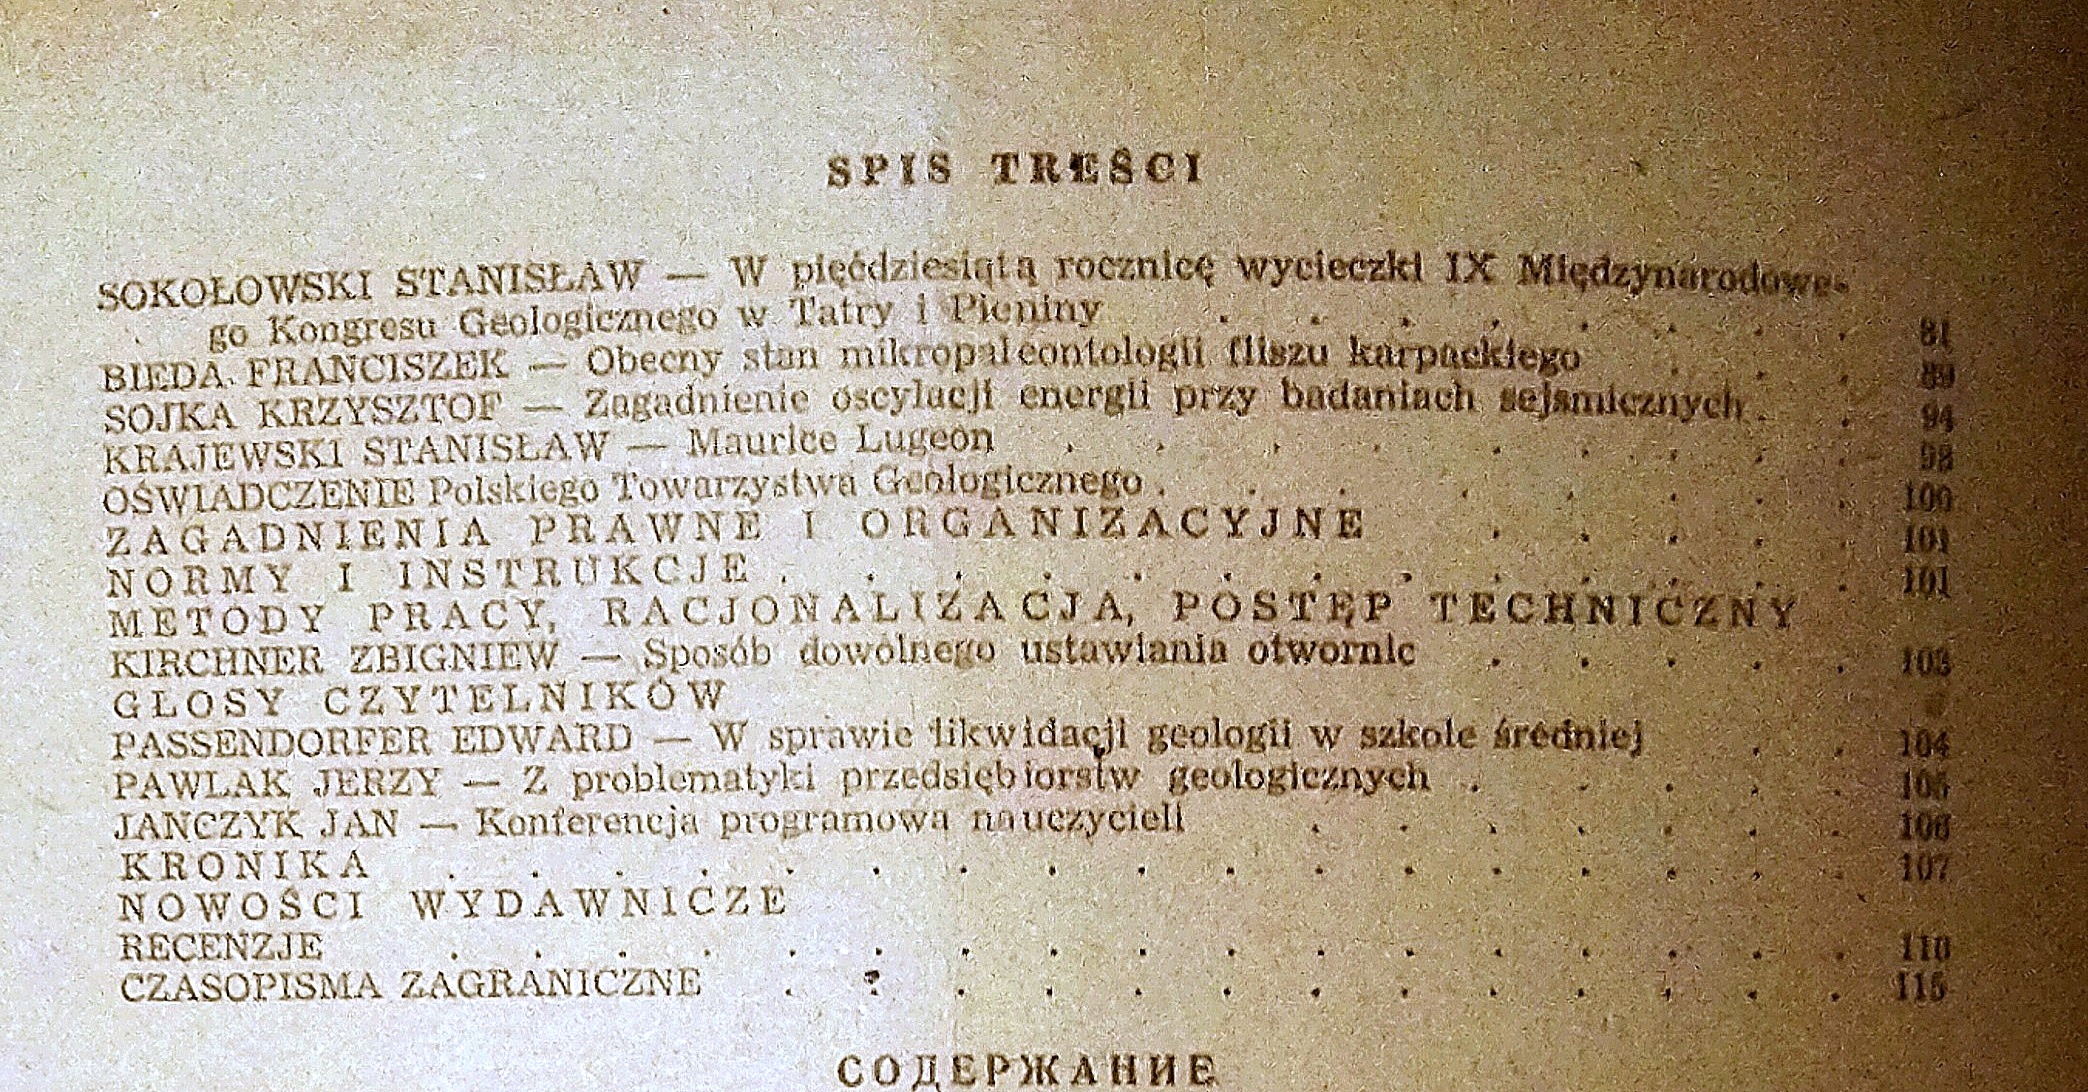 SPIS TREŚCI
SOKOŁOWSKI STANISŁAW — W pięćdziesiątą rocznicę wycieczki IX Międzynarodowe-
go Kongresu Geologicznego w Tatry i Pieniny . . . . . . . . 81
BIEDA FRANCISZEK — Obecny stan mikropaleontologii fliszu karpackiego . . . 89
SOJKA KRZYSZTOF — Zagadnienie oscylacji energii przy badaniach sejsmicznych . . 94
KRAJEWSKI STANISŁAW — Maurice Lugeon . . . . . . . . . . 98
OŚWIADCZENIE Polskiego Towarzystwa Geologicznego . . . . . . . . 100
ZAGADNIENIA PRAWNE I ORGANIZACYJNE . . . . . 101
NORMY I INSTRUKCJE . . . . . . . . . . . . . 101
METODY PRACY, RACJONALIZACJA, POSTĘP TECHNICZNY
KIRCHNER ZBIGNIEW — Sposób dowolnego ustawiania otwornic . . . . . 103
GŁOSY CZYTELNIKÓW
PASSENDORFER EDWARD — W sprawie likwidacji geologii w szkole średniej . . 104
PAWLAK JERZY — Z problematyki przedsiębiorstw geologicznych . . . . . 105
JANCZYK JAN — Konferencja programowa nauczycieli . . . . . . . 106
KRONIKA . . . . . . . . . . . . . . . . . 107
NOWOŚCI WYDAWNICZE
RECENZJE . . . . . . . . . . . . . . . . . 110
CZASOPISMA ZAGRANICZNE . . . . . . . . . . . . . 115
СОДЕРЖАНИЕ